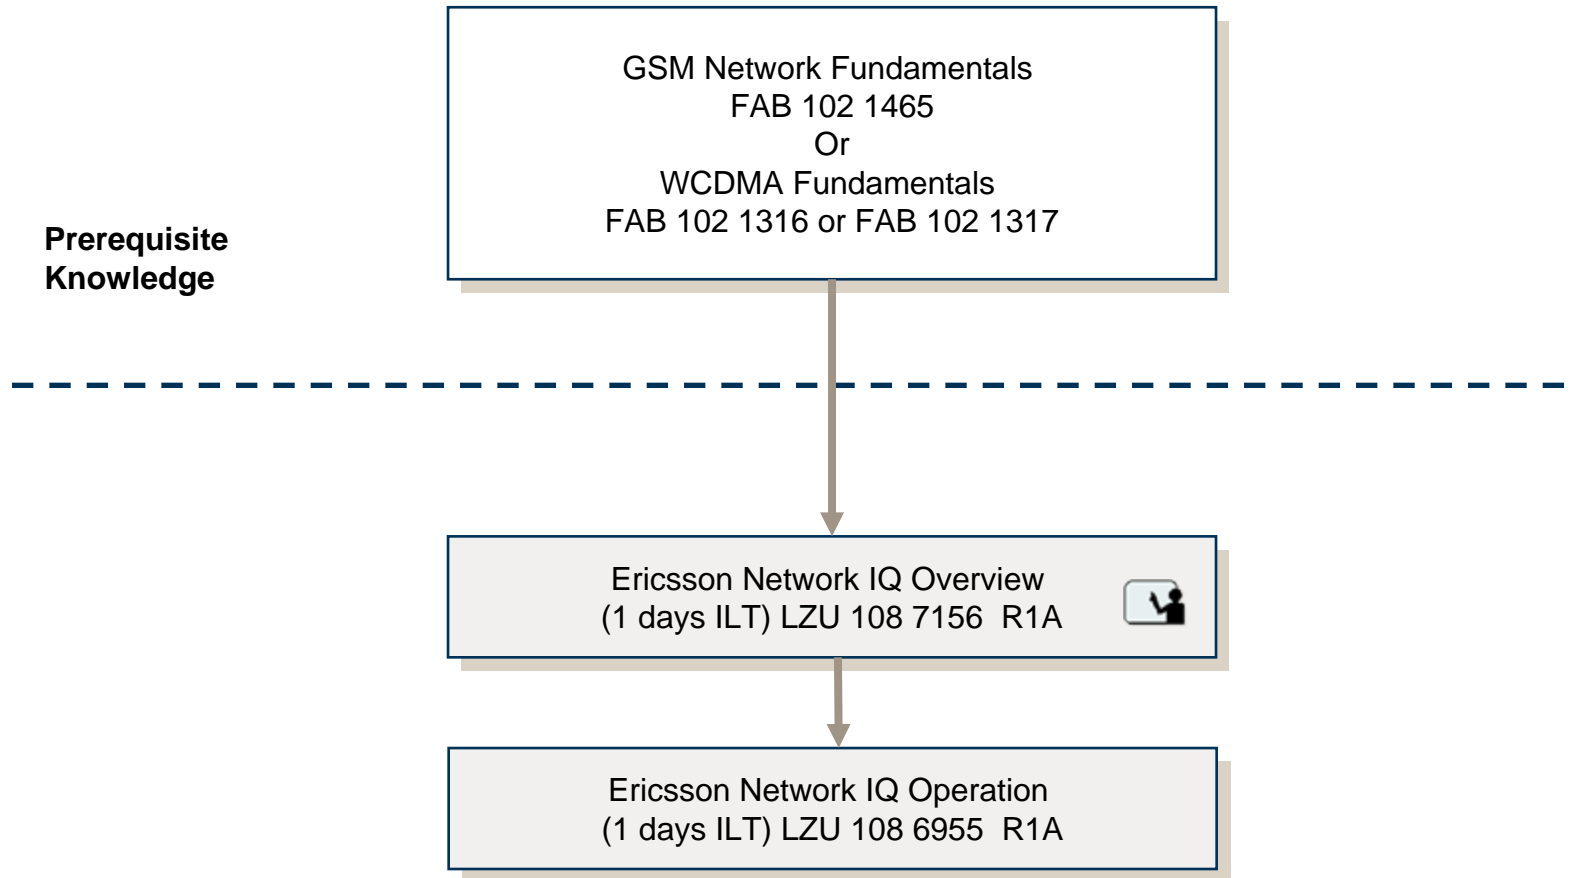 GSM Network Fundamentals
FAB 102 1465
Or
WCDMA Fundamentals
FAB 102 1316 or FAB 102 1317
Prerequisite
Knowledge
Ericsson Network IQ Overview
(1 days ILT) LZU 108 7156 R1A
Ericsson Network IQ Operation
(1 days ILT) LZU 108 6955 R1A